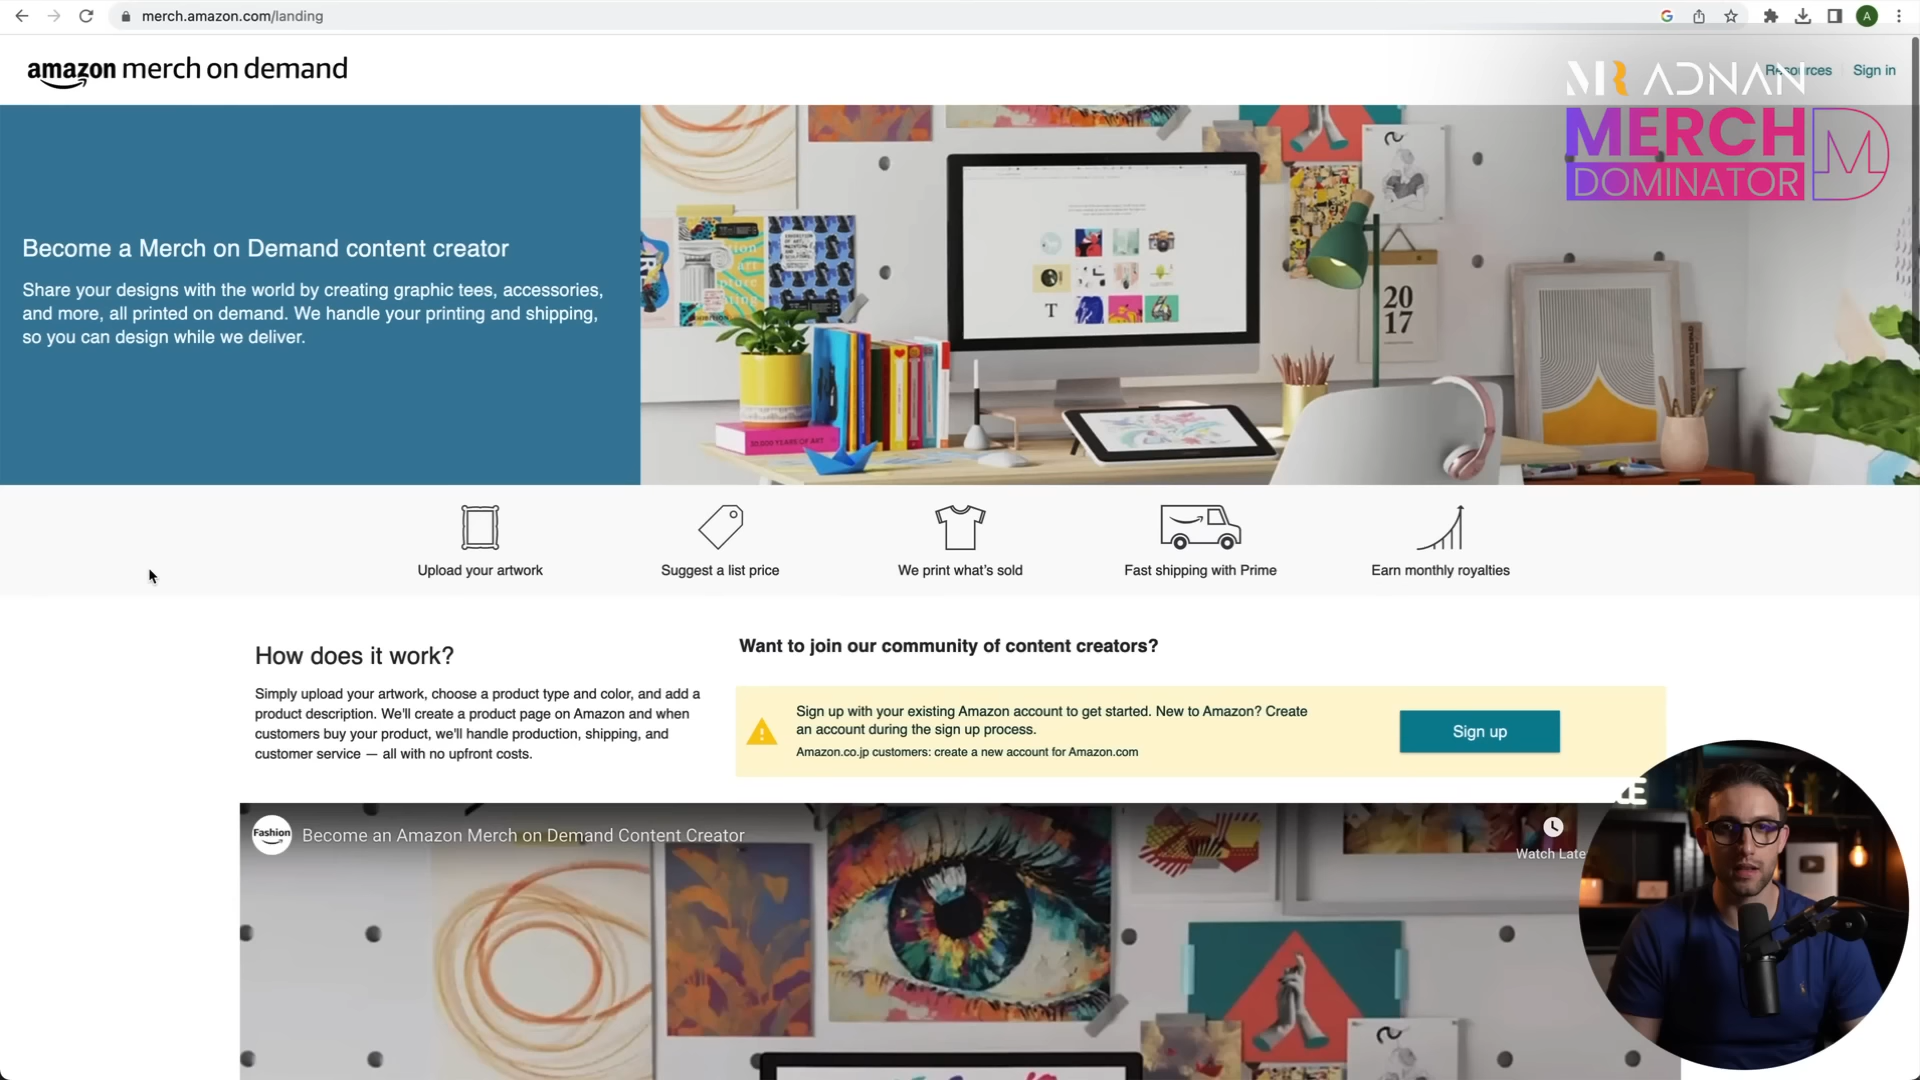 merch.amazon.com/landing
A
amazon merch on demand
Resources
Sign in
MR ADNAN
MERCH
DOMINATOR
Become a Merch on Demand content creator
Share your designs with the world by creating graphic tees, accessories,
and more, all printed on demand. We handle your printing and shipping,
so you can design while we deliver.
20
17
T
30,000 YEARS OF ART
Upload your artwork
Suggest a list price
We print what's sold
Fast shipping with Prime
Earn monthly royalties
How does it work?
Simply upload your artwork, choose a product type and color, and add a
product description. We'll create a product page on Amazon and when
customers buy your product, we'll handle production, shipping, and
customer service — all with no upfront costs.
Want to join our community of content creators?
Sign up with your existing Amazon account to get started. New to Amazon? Create
an account during the sign up process.
Amazon.co.jp customers: create a new account for Amazon.com
Sign up
Fashion
Become an Amazon Merch on Demand Content Creator
Watch Late